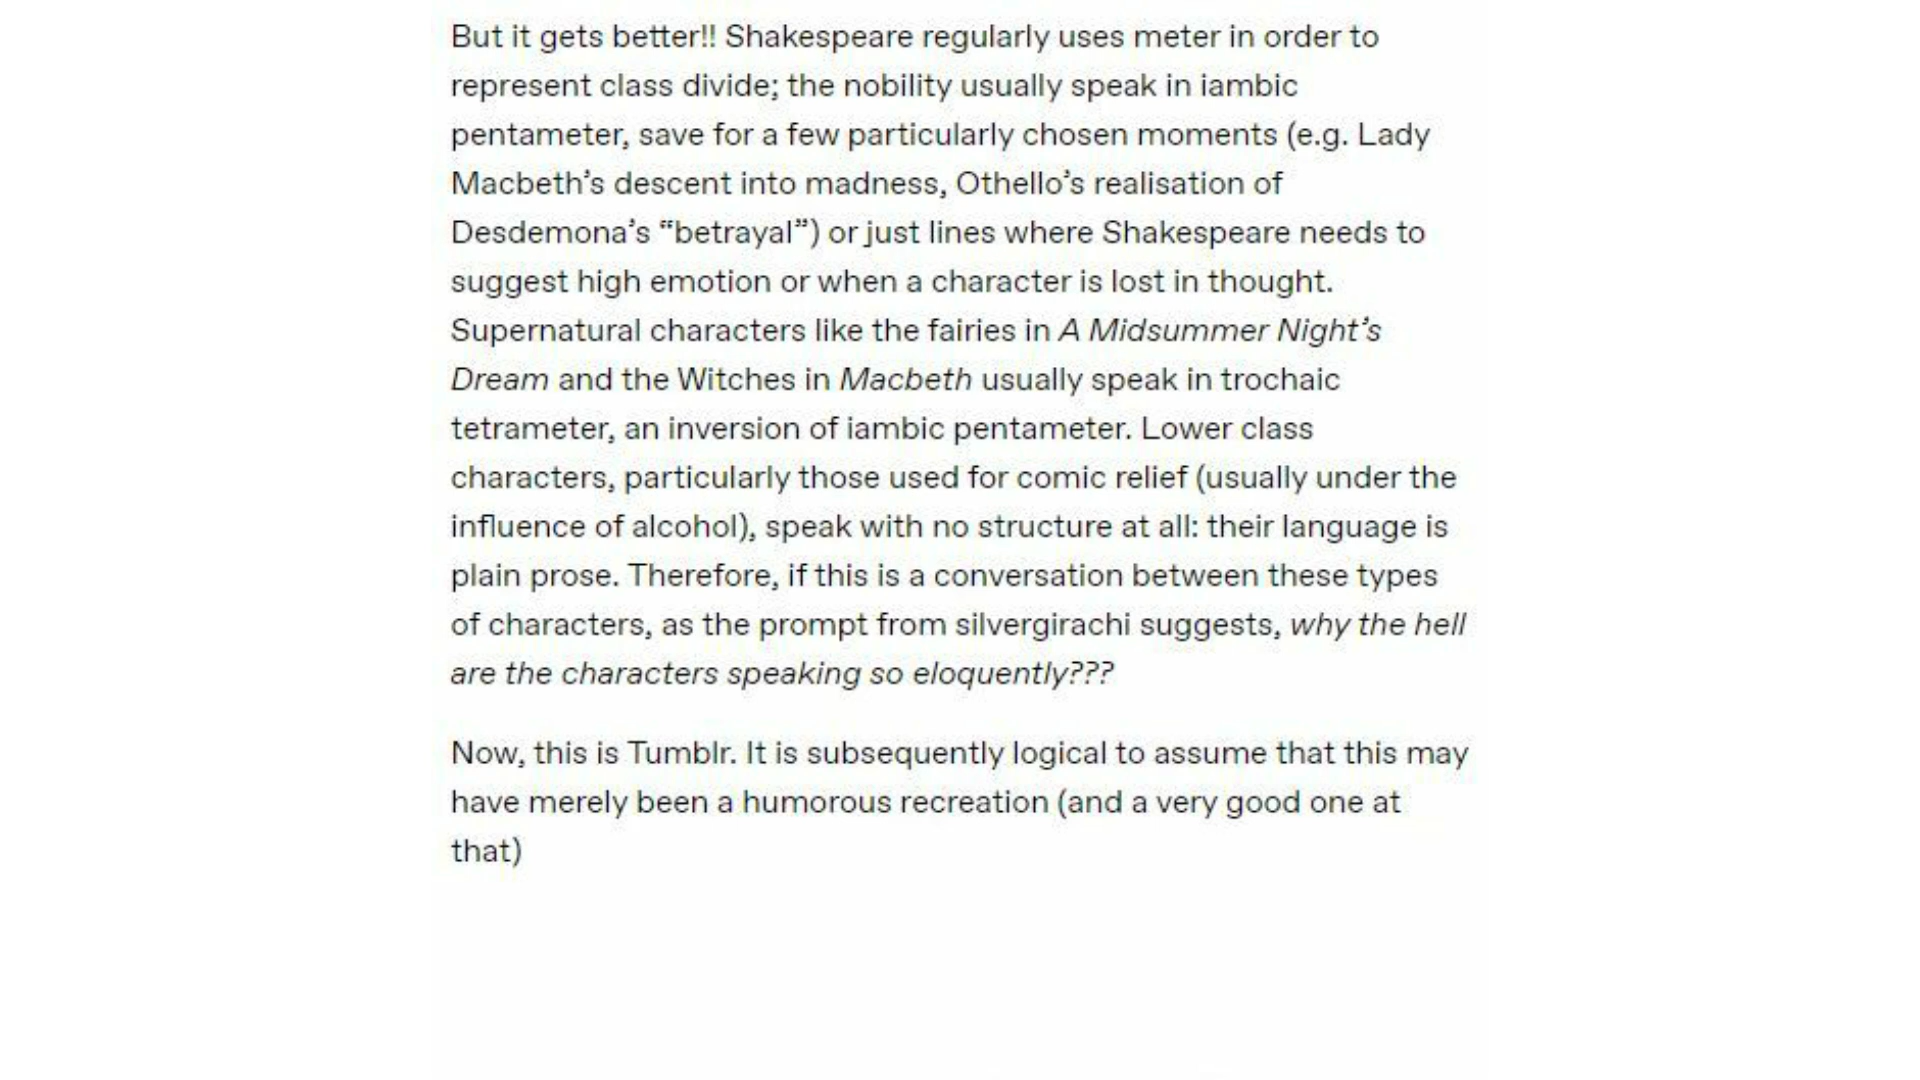 But it gets better!! Shakespeare regularly uses meter in order to
represent class divide; the nobility usually speak in iambic
pentameter, save for a few particularly chosen moments (e.g. Lady
Macbeth’s descent into madness, Othello’s realisation of
Desdemona’s “betrayal”) or just lines where Shakespeare needs to
suggest high emotion or when a character is lost in thought.
Supernatural characters like the fairies in A Midsummer Night’s
Dream and the Witches in Macbeth usually speak in trochaic
tetrameter, an inversion of iambic pentameter. Lower class
characters, particularly those used for comic relief (usually under the
influence of alcohol), speak with no structure at all: their language is
plain prose. Therefore, if this is a conversation between these types
of characters, as the prompt from silvergirachi suggests, why the hell
are the characters speaking so eloquently???
Now, this is Tumblr. It is subsequently logical to assume that this may
have merely been a humorous recreation (and a very good one at
that)